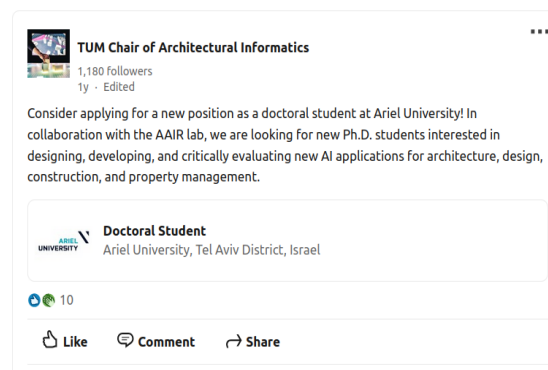 TUM Chair of Architectural Informatics
1,180 followers
1y · Edited
Consider applying for a new position as a doctoral student at Ariel University! In
collaboration with the AAIR lab, we are looking for new Ph.D. students interested in
designing, developing, and critically evaluating new AI applications for architecture, design,
construction, and property management.
ARIEL
UNIVERSITY
Doctoral Student
Ariel University, Tel Aviv District, Israel
10
Like Comment Share